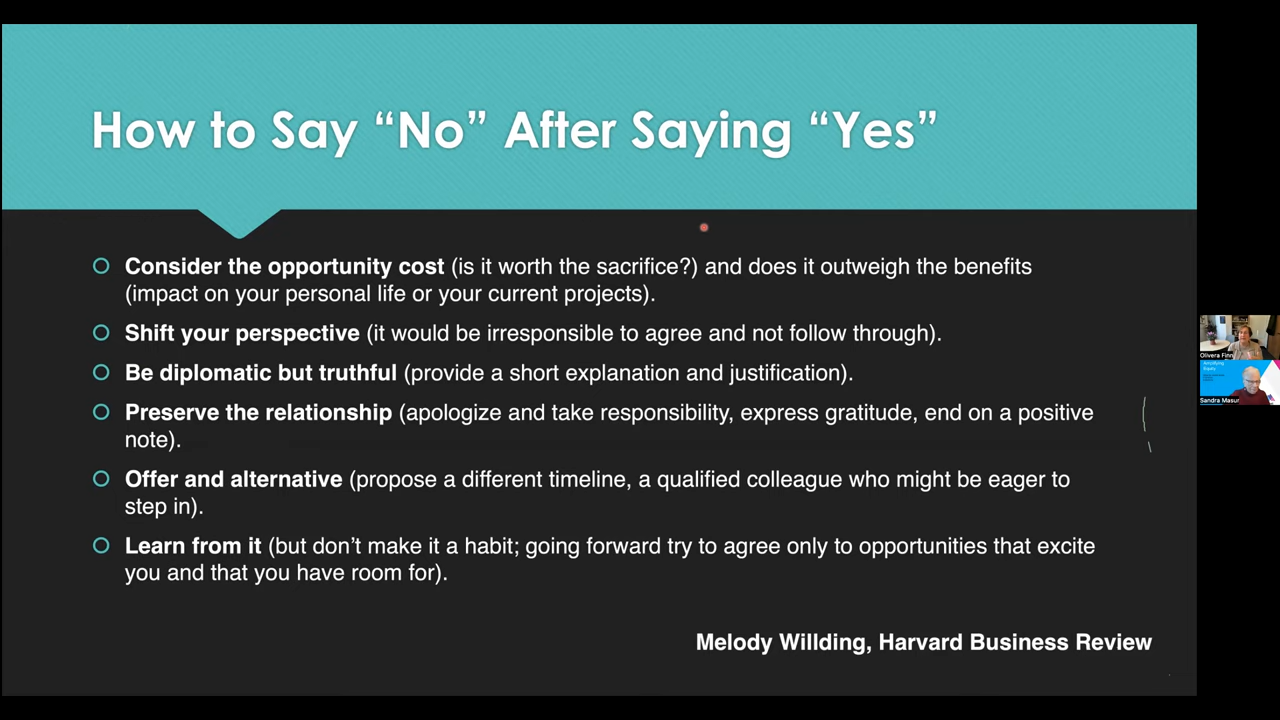 How to Say “No” After Saying “Yes”
Consider the opportunity cost (is it worth the sacrifice?) and does it outweigh the benefits
(impact on your personal life or your current projects).
Shift your perspective (it would be irresponsible to agree and not follow through).
Be diplomatic but truthful (provide a short explanation and justification).
Preserve the relationship (apologize and take responsibility, express gratitude, end on a positive
note).
Offer and alternative (propose a different timeline, a qualified colleague who might be eager to
step in).
Learn from it (but don’t make it a habit; going forward try to agree only to opportunities that excite
you and that you have room for).
Melody Willding, Harvard Business Review
Olivera Finn
Amplifying
Equity
Sandra Masur